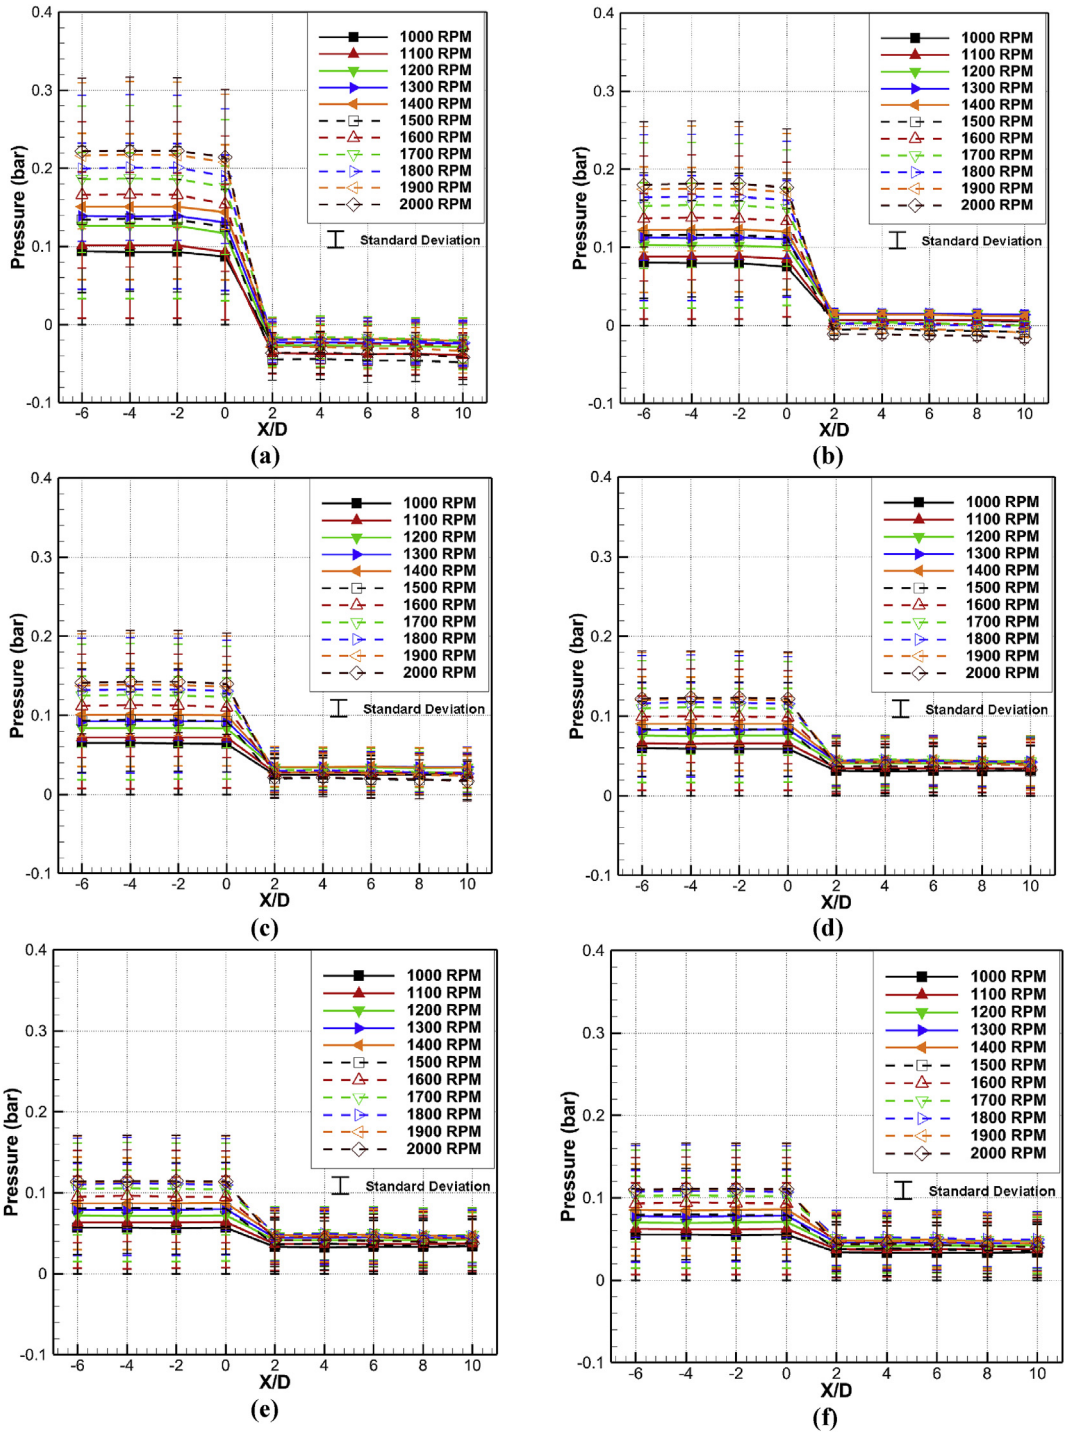 0.4
0.3
0.2
0.1
0
-0.1
Pressure (bar)
1000 RPM
1100 RPM
1200 RPM
1300 RPM
1400 RPM
1500 RPM
1600 RPM
1700 RPM
1800 RPM
1900 RPM
2000 RPM
Standard Deviation
-6 -4 -2 0 2 4 6 8 10
X/D
(a)
0.4
0.3
0.2
0.1
0
-0.1
Pressure (bar)
1000 RPM
1100 RPM
1200 RPM
1300 RPM
1400 RPM
1500 RPM
1600 RPM
1700 RPM
1800 RPM
1900 RPM
2000 RPM
Standard Deviation
-6 -4 -2 0 2 4 6 8 10
X/D
(b)
0.4
0.3
0.2
0.1
0
-0.1
Pressure (bar)
1000 RPM
1100 RPM
1200 RPM
1300 RPM
1400 RPM
1500 RPM
1600 RPM
1700 RPM
1800 RPM
1900 RPM
2000 RPM
Standard Deviation
-6 -4 -2 0 2 4 6 8 10
X/D
(c)
0.4
0.3
0.2
0.1
0
-0.1
Pressure (bar)
1000 RPM
1100 RPM
1200 RPM
1300 RPM
1400 RPM
1500 RPM
1600 RPM
1700 RPM
1800 RPM
1900 RPM
2000 RPM
Standard Deviation
-6 -4 -2 0 2 4 6 8 10
X/D
(d)
0.4
0.3
0.2
0.1
0
-0.1
Pressure (bar)
1000 RPM
1100 RPM
1200 RPM
1300 RPM
1400 RPM
1500 RPM
1600 RPM
1700 RPM
1800 RPM
1900 RPM
2000 RPM
Standard Deviation
-6 -4 -2 0 2 4 6 8 10
X/D
(e)
0.4
0.3
0.2
0.1
0
-0.1
Pressure (bar)
1000 RPM
1100 RPM
1200 RPM
1300 RPM
1400 RPM
1500 RPM
1600 RPM
1700 RPM
1800 RPM
1900 RPM
2000 RPM
Standard Deviation
-6 -4 -2 0 2 4 6 8 10
X/D
(f)